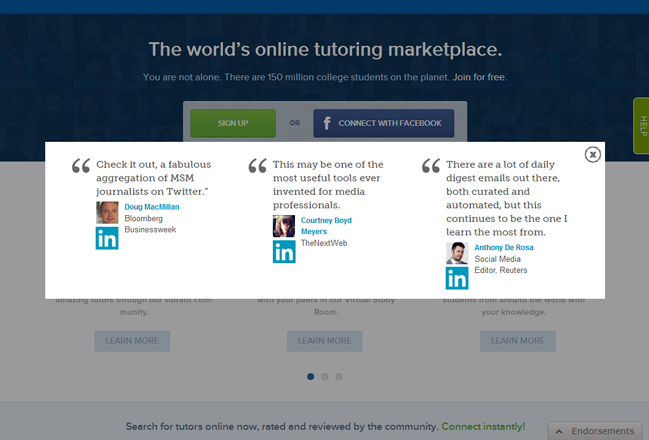 The world's online tutoring marketplace.
You are not alone. There are 150 million college students on the planet. Join for free.
SIGN UP
OR
f CONNECT WITH FACEBOOK
HELP
“ Check it out, a fabulous
aggregation of MSM
journalists on Twitter.”
Doug MacMillan
Bloomberg
Businessweek
in
“ This may be one of the
most useful tools ever
invented for media
professionals.
Courtney Boyd
Meyers
TheNextWeb
in
“ There are a lot of daily
digest emails out there,
both curated and
automated, but this
continues to be the one I
learn the most from.
Anthony De Rosa
Social Media
Editor, Reuters
in
amazing tutors through our vibrant com-
munity.
LEARN MORE
with your peers in our Virtual Study
Room.
LEARN MORE
students from around the world with
your knowledge.
LEARN MORE
Search for tutors online now, rated and reviewed by the community. Connect instantly!
Endorsements